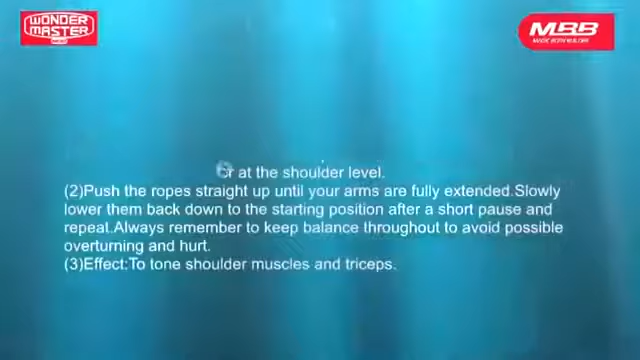 WONDER
MASTER
MBB
or at the shoulder level.
(2)Push the ropes straight up until your arms are fully extended.Slowly
lower them back down to the starting position after a short pause and
repeat.Always remember to keep balance throughout to avoid possible
overturning and hurt.
(3)Effect:To tone shoulder muscles and triceps.